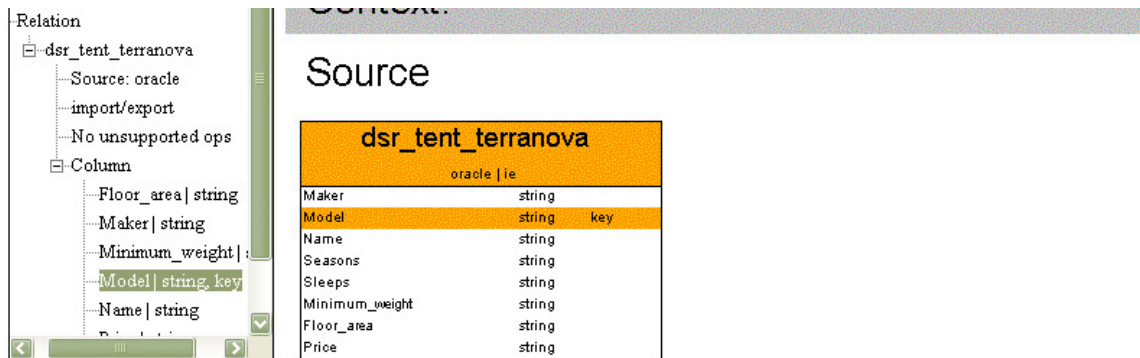 Relation
dsr_tent_terranova
Source: oracle
import/export
No unsupported ops
Column
Floor_area | string
Maker | string
Minimum_weight |
Model | string, key
Name | string
Context:
Source
dsr_tent_terranova
oracle | ie
Maker string
Model string key
Name string
Seasons string
Sleeps string
Minimum_weight string
Floor_area string
Price string